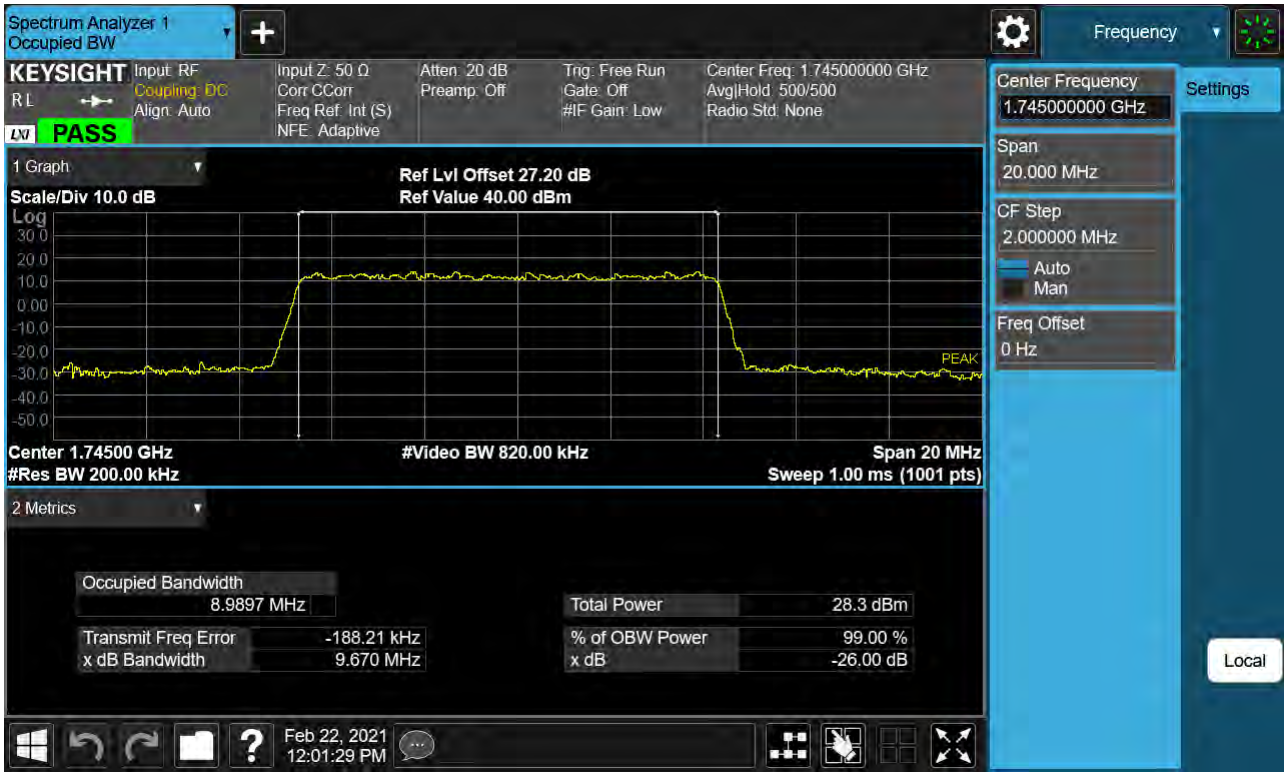 Spectrum Analyzer 1
Occupied BW
+
Frequency
KEYSIGHT
RL
LXI PASS
Input: RF
Coupling: DC
Align: Auto
Input Z: 50 Ω
Corr CCorr
Freq Ref: Int (S)
NFE: Adaptive
Atten: 20 dB
Preamp: Off
Trig: Free Run
Gate: Off
#IF Gain: Low
Center Freq: 1.745000000 GHz
Avg|Hold: 500/500
Radio Std: None
Center Frequency
1.745000000 GHz
Settings
Span
20.000 MHz
CF Step
2.000000 MHz
Auto
Man
Freq Offset
0 Hz
Local
1 Graph
Scale/Div 10.0 dB
Ref Lvl Offset 27.20 dB
Ref Value 40.00 dBm
Log
30.0
20.0
10.0
0.00
-10.0
-20.0
-30.0
-40.0
-50.0
PEAK
Center 1.74500 GHz
#Video BW 820.00 kHz
Span 20 MHz
#Res BW 200.00 kHz
Sweep 1.00 ms (1001 pts)
2 Metrics
Occupied Bandwidth
8.9897 MHz
Total Power 28.3 dBm
Transmit Freq Error -188.21 kHz
% of OBW Power 99.00 %
x dB Bandwidth 9.670 MHz
x dB -26.00 dB
?
Feb 22, 2021
12:01:29 PM